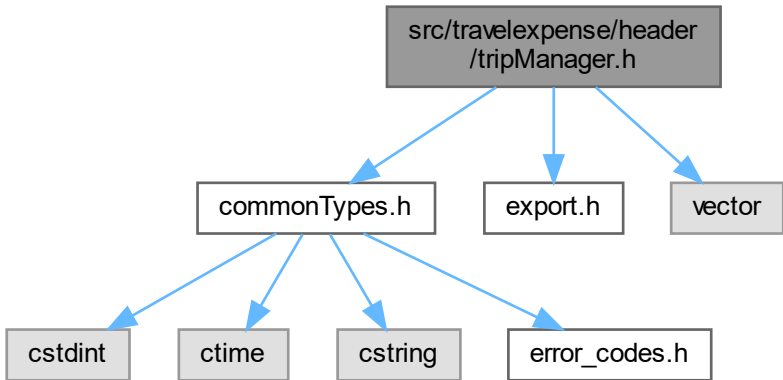 src/travelexpense/header
/tripManager.h
commonTypes.h
export.h
vector
cstdint
ctime
cstring
error_codes.h